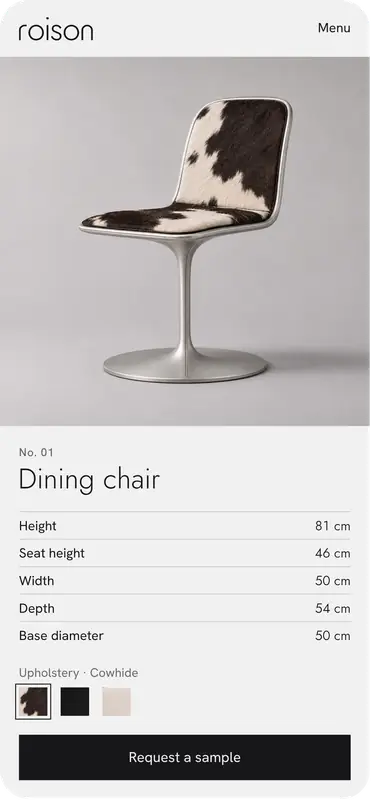 roison
Menu
No. 01
Dining chair
Height 81 cm
Seat height 46 cm
Width 50 cm
Depth 54 cm
Base diameter 50 cm
Upholstery · Cowhide
Request a sample